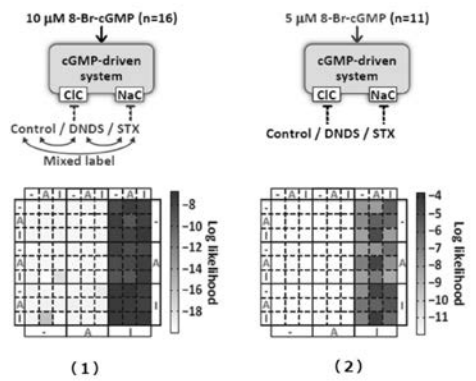 10 µM 8-Br-cGMP (n=16)
cGMP-driven
system
ClC
NaC
Control / DNDS / STX
Mixed label
- A I - A I - A I
-
A
I
-
A
I
-
A
I
-
A
I
- A I
-8
-10
-12
-14
-16
-18
Log likelihood
(1)
5 µM 8-Br-cGMP (n=11)
cGMP-driven
system
ClC
NaC
Control / DNDS / STX
- A I - A I - A I
-
A
I
-
A
I
-
A
I
-
A
I
- A I
-4
-5
-6
-7
-8
-9
-10
-11
Log likelihood
(2)